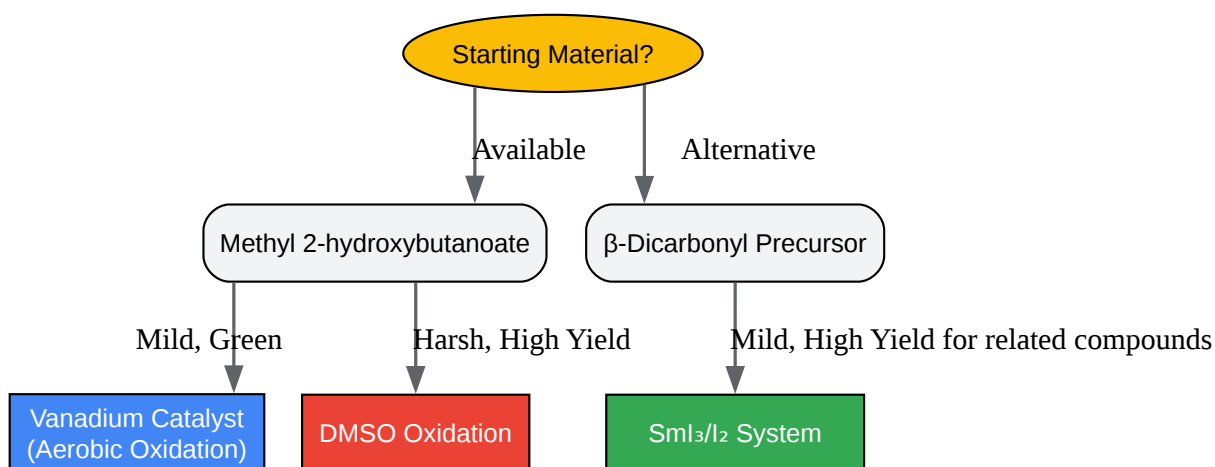 Starting Material?
Available
Alternative
Methyl 2-hydroxybutanoate
β-Dicarbonyl Precursor
Mild, Green
Harsh, High Yield
Mild, High Yield for related compounds
Vanadium Catalyst
(Aerobic Oxidation)
DMSO Oxidation
SmI₃/I₂ System